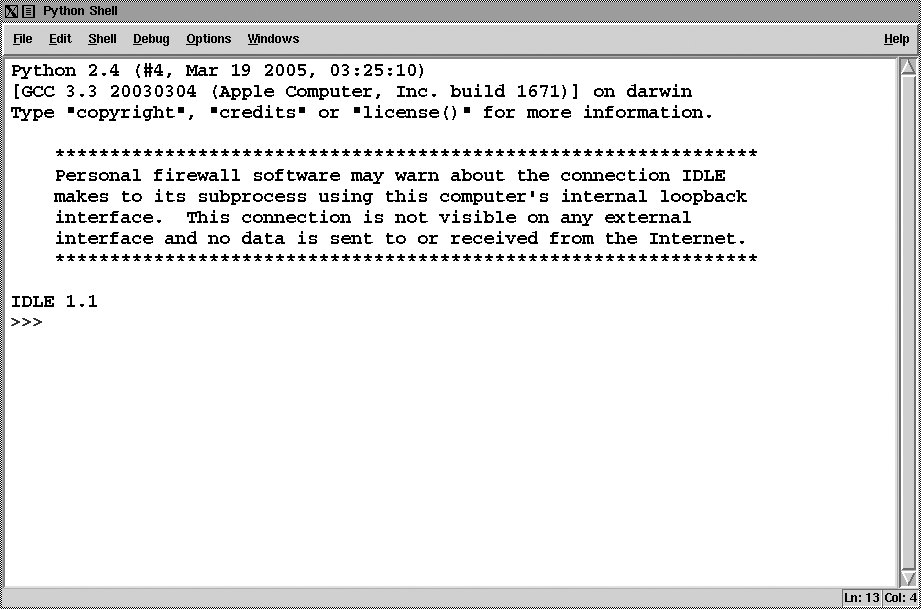 Python Shell
File Edit Shell Debug Options Windows Help
Python 2.4 (#4, Mar 19 2005, 03:25:10)
[GCC 3.3 20030304 (Apple Computer, Inc. build 1671)] on darwin
Type "copyright", "credits" or "license()" for more information.
****************************************************************
Personal firewall software may warn about the connection IDLE
makes to its subprocess using this computer's internal loopback
interface.  This connection is not visible on any external
interface and no data is sent to or received from the Internet.
****************************************************************
IDLE 1.1
>>>
Ln: 13 Col: 4